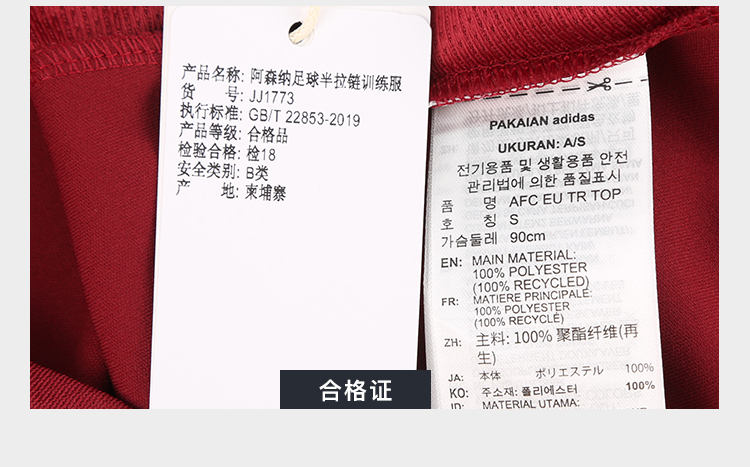 产品名称: 阿森纳足球半拉链训练服
货 号: JJ1773
执行标准: GB/T 22853-2019
产品等级: 合格品
检验合格: 检18
安全类别: B类
产 地: 柬埔寨
PAKAIAN adidas
UKURAN: A/S
전기용품 및 생활용품 안전
관리법에 의한 품질표시
품 명 AFC EU TR TOP
호 칭 S
가슴둘레 90cm
EN: MAIN MATERIAL:
100% POLYESTER
(100% RECYCLED)
FR: MATIERE PRINCIPALE:
100% POLYESTER
(100% RECYCLÉ)
ZH: 主料: 100% 聚酯纤维(再
生)
JA: 本体 ポリエステル 100%
KO: 주소재: 폴리에스터 100%
ID: MATERIAL UTAMA:
合格证